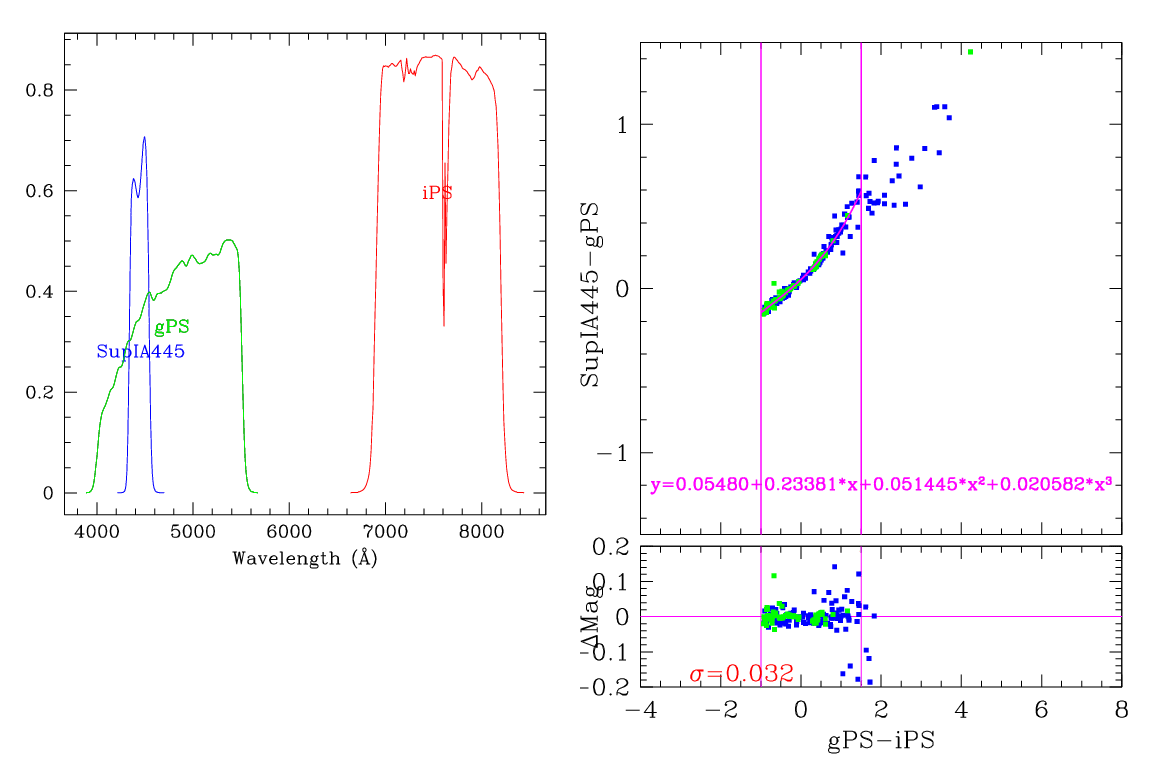 0.8
0.6
0.4
0.2
0
iPS
gPS
SupIA445
4000 5000 6000 7000 8000
Wavelength (Å)
1
0
−1
SupIA445−gPS
y=0.05480+0.23381*x+0.051445*x²+0.020582*x³
0.2
0.1
0
-0.1
-0.2
ΔMag
σ=0.032
−4 −2 0 2 4 6 8
gPS−iPS